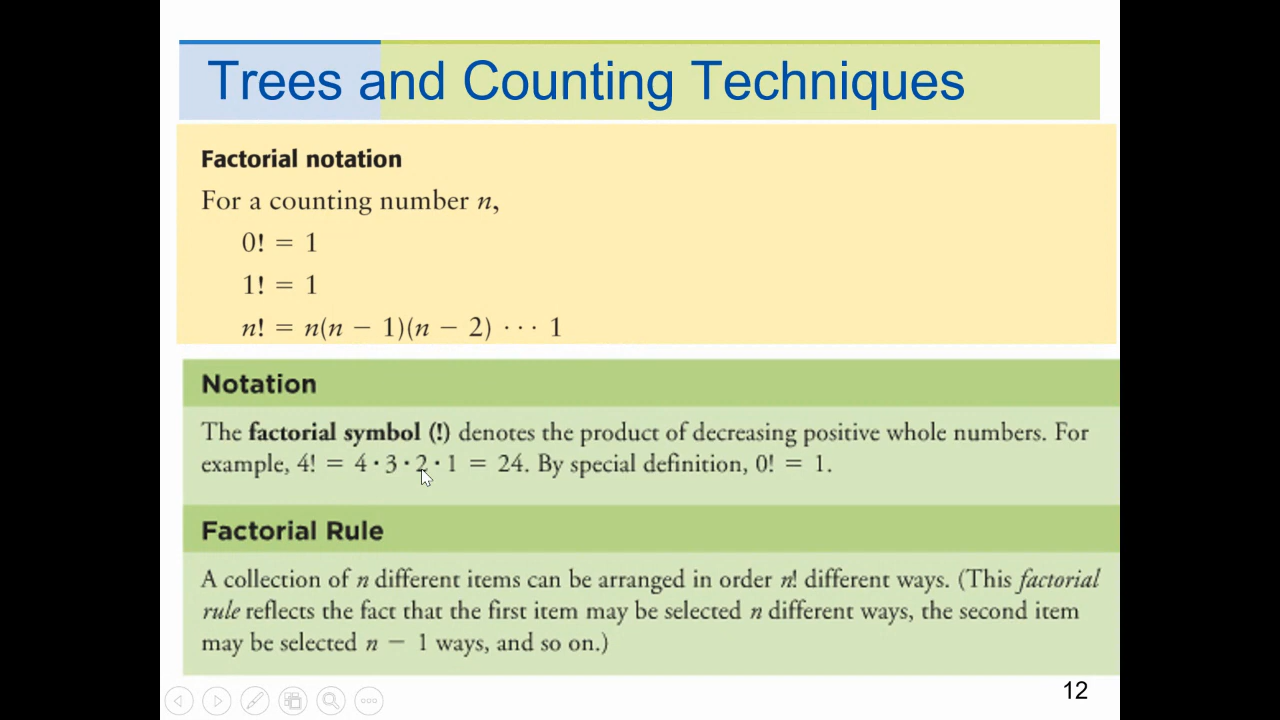 Trees and Counting Techniques
Factorial notation
For a counting number n,
0! = 1
1! = 1
n! = n(n − 1)(n − 2) ··· 1
Notation
The factorial symbol (!) denotes the product of decreasing positive whole numbers. For
example, 4! = 4 · 3 · 2 · 1 = 24. By special definition, 0! = 1.
Factorial Rule
A collection of n different items can be arranged in order n! different ways. (This factorial
rule reflects the fact that the first item may be selected n different ways, the second item
may be selected n − 1 ways, and so on.)
12